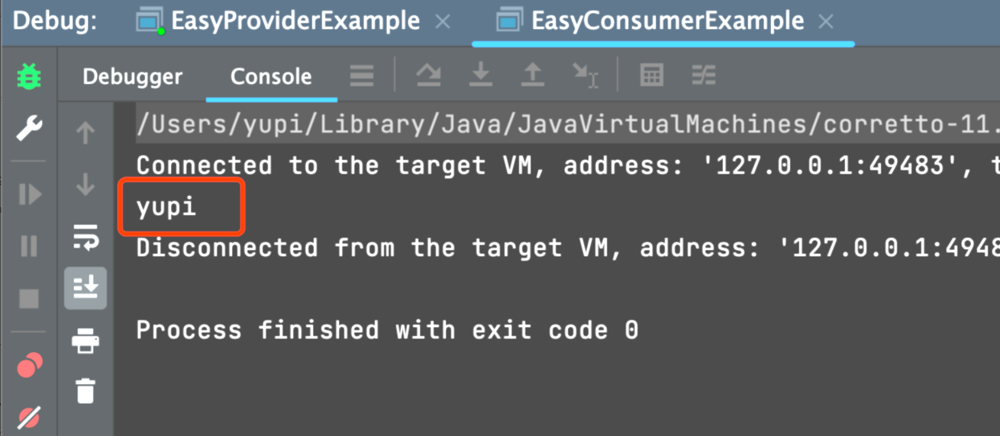 Debug: EasyProviderExample EasyConsumerExample
Debugger Console
/Users/yupi/Library/Java/JavaVirtualMachines/corretto-11.
Connected to the target VM, address: '127.0.0.1:49483', t
yupi
Disconnected from the target VM, address: '127.0.0.1:4948
Process finished with exit code 0